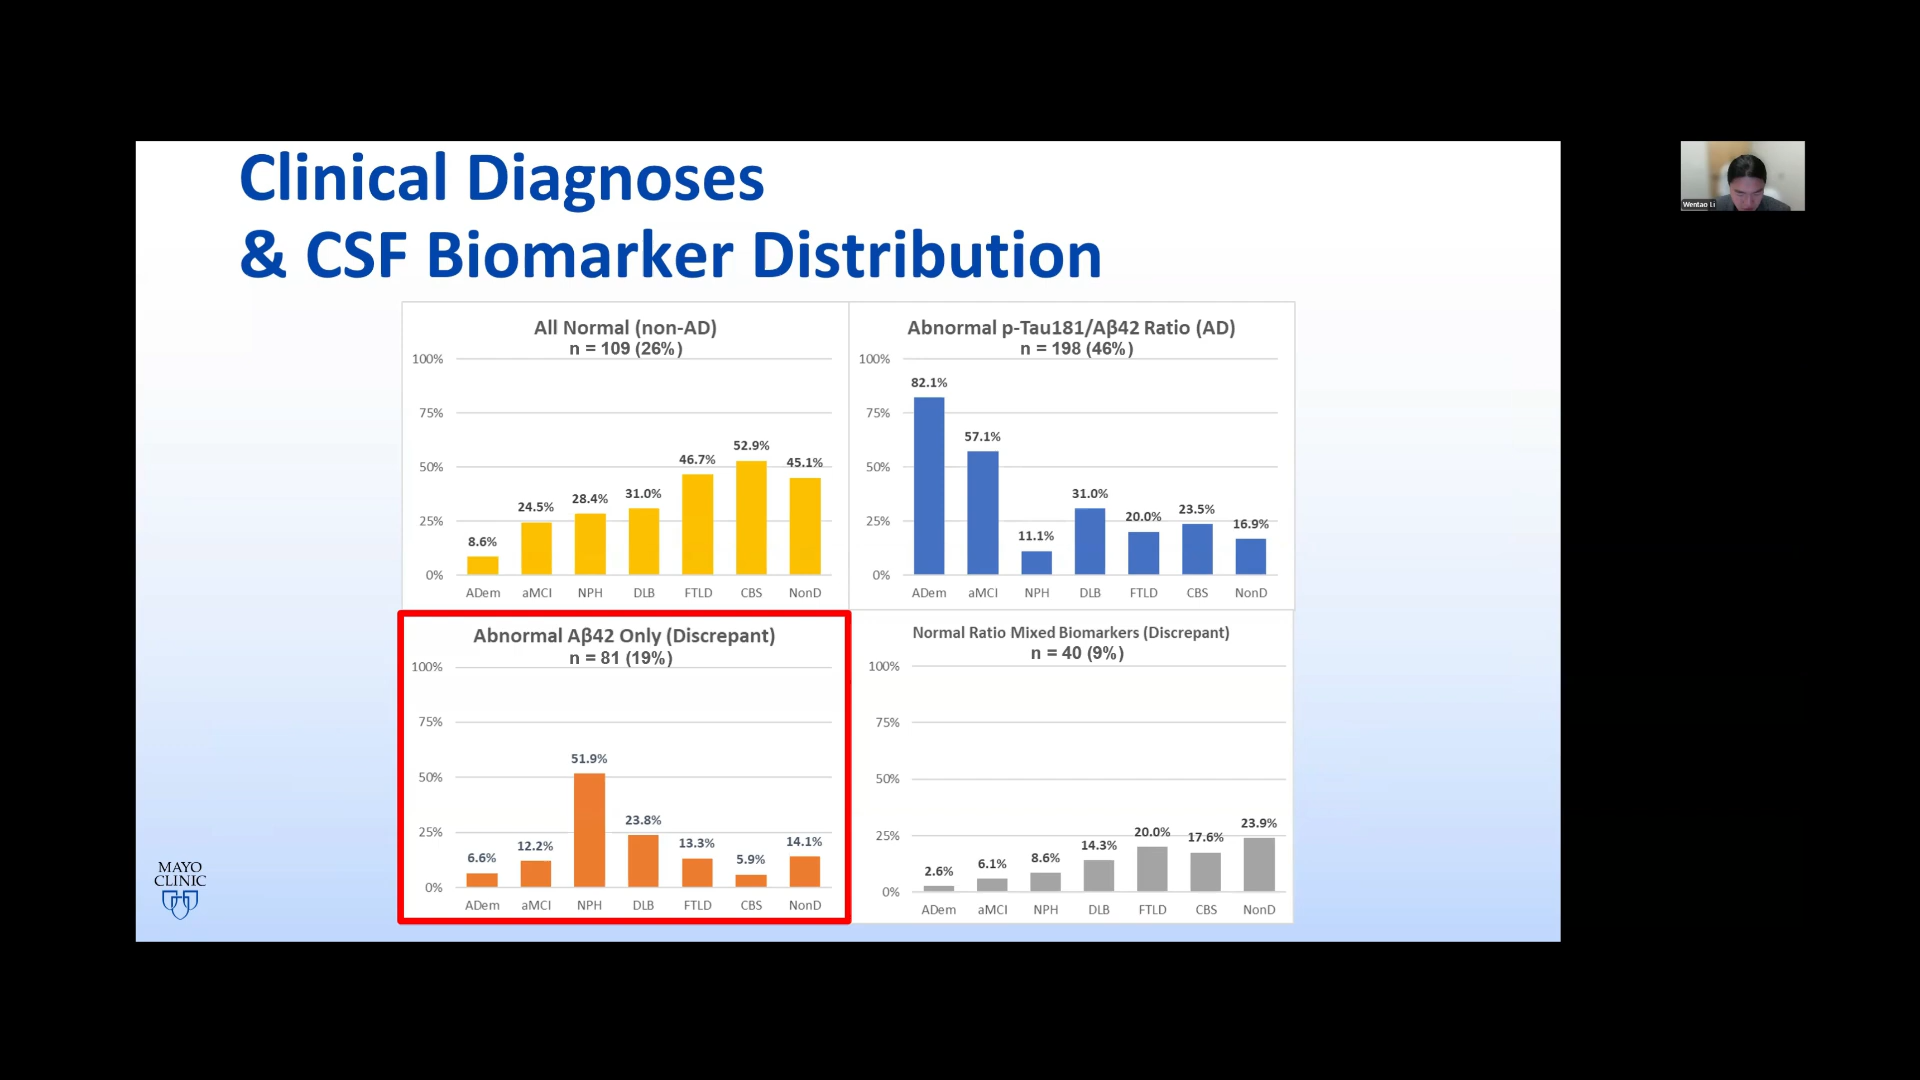 Clinical Diagnoses
& CSF Biomarker Distribution
All Normal (non-AD)
n = 109 (26%)
100%
75%
50%
25%
0%
8.6%
24.5%
28.4%
31.0%
46.7%
52.9%
45.1%
ADem aMCI NPH DLB FTLD CBS NonD
Abnormal p-Tau181/Aβ42 Ratio (AD)
n = 198 (46%)
100%
75%
50%
25%
0%
82.1%
57.1%
11.1%
31.0%
20.0%
23.5%
16.9%
ADem aMCI NPH DLB FTLD CBS NonD
Abnormal Aβ42 Only (Discrepant)
n = 81 (19%)
100%
75%
50%
25%
0%
6.6%
12.2%
51.9%
23.8%
13.3%
5.9%
14.1%
ADem aMCI NPH DLB FTLD CBS NonD
Normal Ratio Mixed Biomarkers (Discrepant)
n = 40 (9%)
100%
75%
50%
25%
0%
2.6%
6.1%
8.6%
14.3%
20.0%
17.6%
23.9%
ADem aMCI NPH DLB FTLD CBS NonD
MAYO
CLINIC
Wentao Li